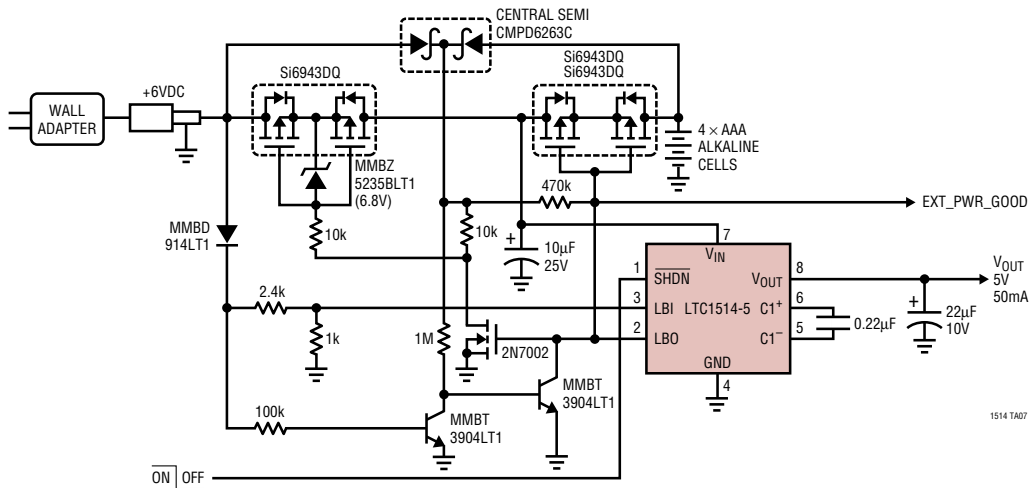 CENTRAL SEMI
CMPD6263C
Si6943DQ
Si6943DQ
Si6943DQ
+6VDC
WALL
ADAPTER
4 × AAA
ALKALINE
CELLS
MMBZ
5235BLT1
(6.8V)
470k
EXT_PWR_GOOD
MMBD
914LT1
10k
10k
+
10µF
25V
7
VIN
1
SHDN
VOUT
8
VOUT
5V
50mA
2.4k
3
LBI
LTC1514-5
C1+
6
+
22µF
10V
0.22µF
1k
1M
2N7002
2
LBO
C1–
5
GND
4
MMBT
3904LT1
100k
MMBT
3904LT1
1514 TA07
ON OFF